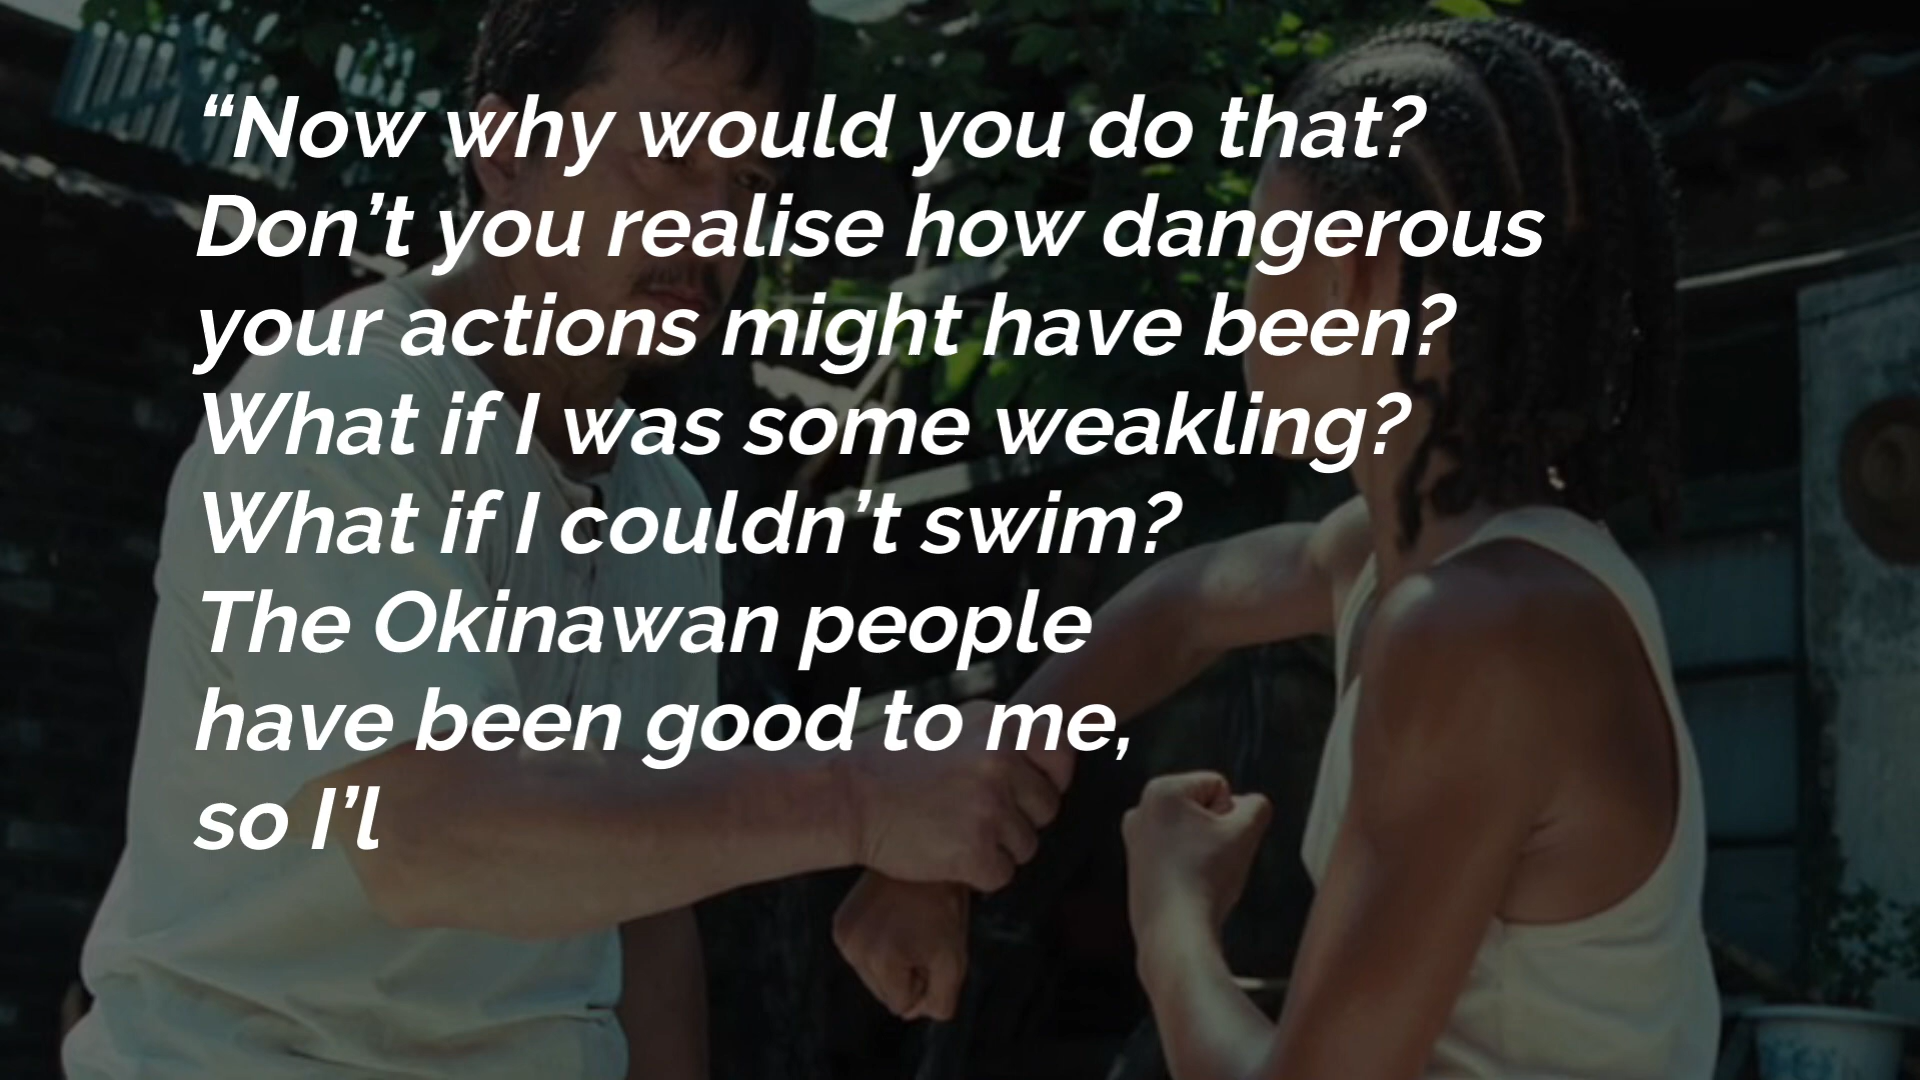 “Now why would you do that?
Don’t you realise how dangerous
your actions might have been?
What if I was some weakling?
What if I couldn’t swim?
The Okinawan people
have been good to me,
so I’l